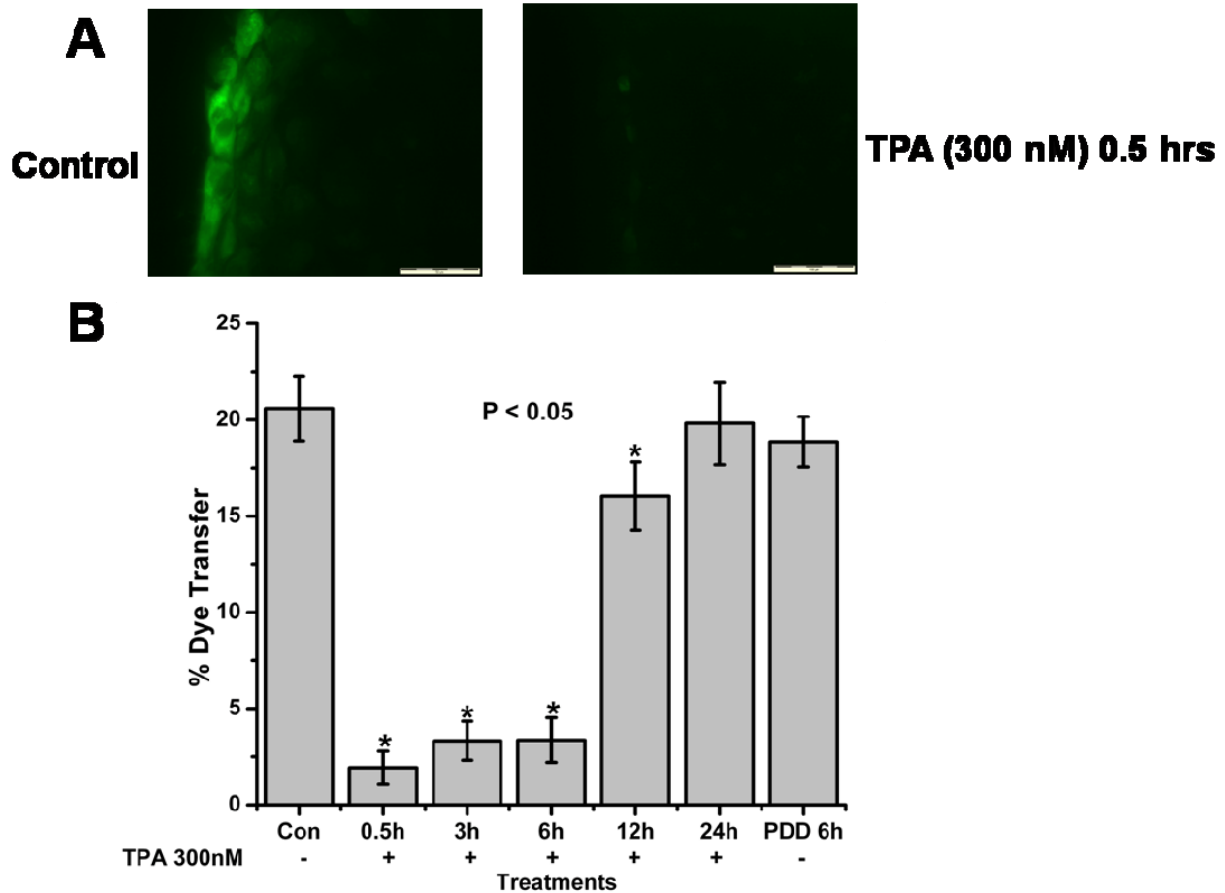 A
Control
TPA (300 nM) 0.5 hrs
B
25
20
15
10
5
0
% Dye Transfer
P < 0.05
*
*
*
*
Con 0.5h 3h 6h 12h 24h PDD 6h
TPA 300nM - + + + + + -
Treatments